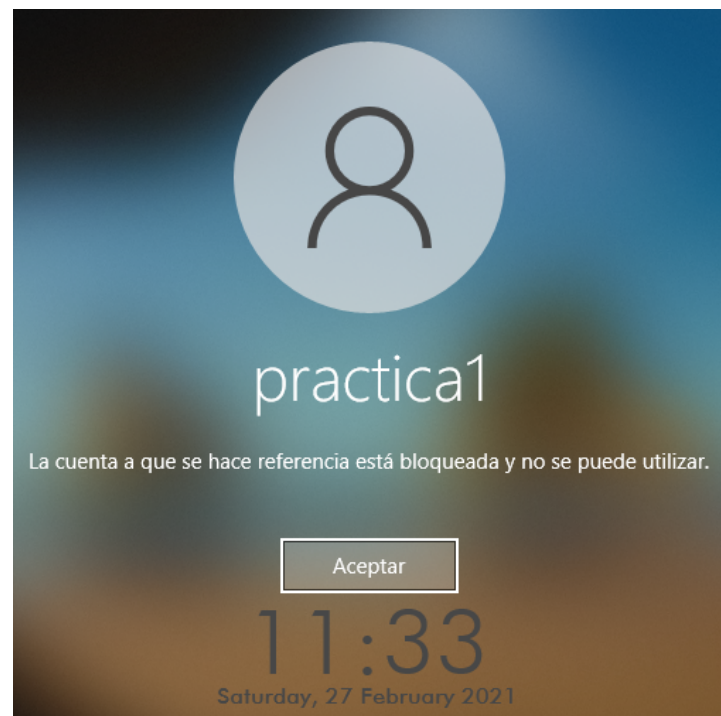 practica1
La cuenta a que se hace referencia está bloqueada y no se puede utilizar.
Aceptar
11:33
Saturday, 27 February 2021